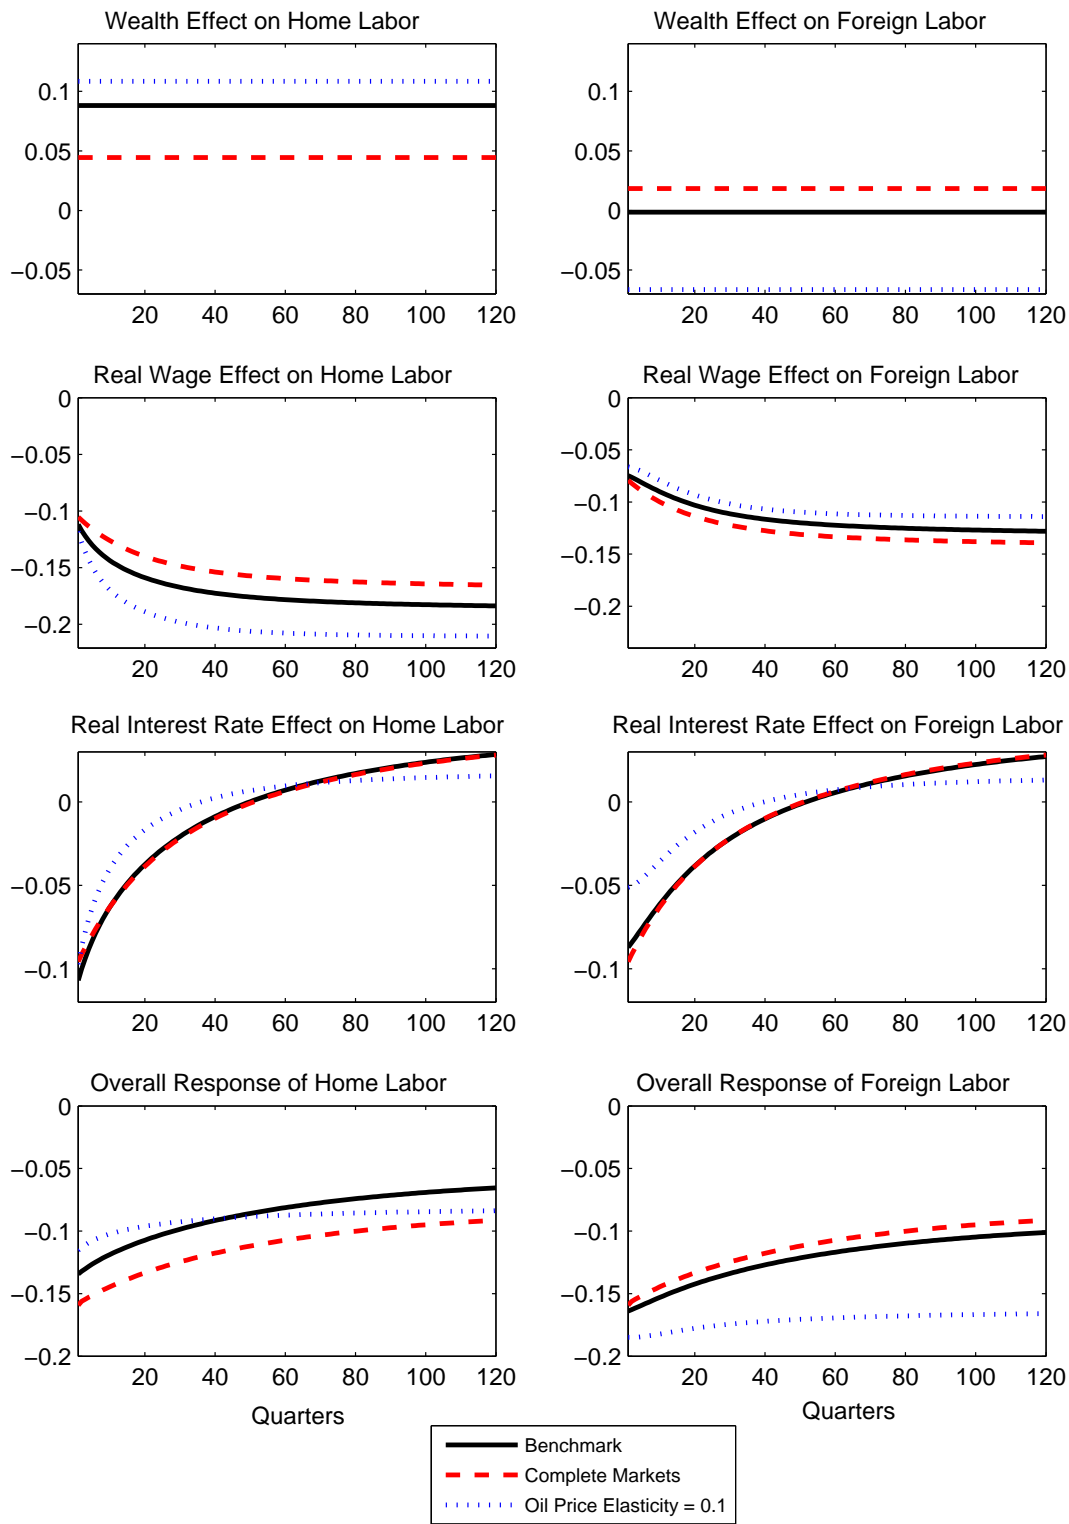 Wealth Effect on Home Labor
0.1
0.05
0
−0.05
20 40 60 80 100 120
Wealth Effect on Foreign Labor
0.1
0.05
0
−0.05
20 40 60 80 100 120
Real Wage Effect on Home Labor
0
−0.05
−0.1
−0.15
−0.2
20 40 60 80 100 120
Real Wage Effect on Foreign Labor
0
−0.05
−0.1
−0.15
−0.2
20 40 60 80 100 120
Real Interest Rate Effect on Home Labor
0
−0.05
−0.1
20 40 60 80 100 120
Real Interest Rate Effect on Foreign Labor
0
−0.05
−0.1
20 40 60 80 100 120
Overall Response of Home Labor
0
−0.05
−0.1
−0.15
−0.2
20 40 60 80 100 120
Quarters
Overall Response of Foreign Labor
0
−0.05
−0.1
−0.15
−0.2
20 40 60 80 100 120
Quarters
Benchmark
Complete Markets
Oil Price Elasticity = 0.1